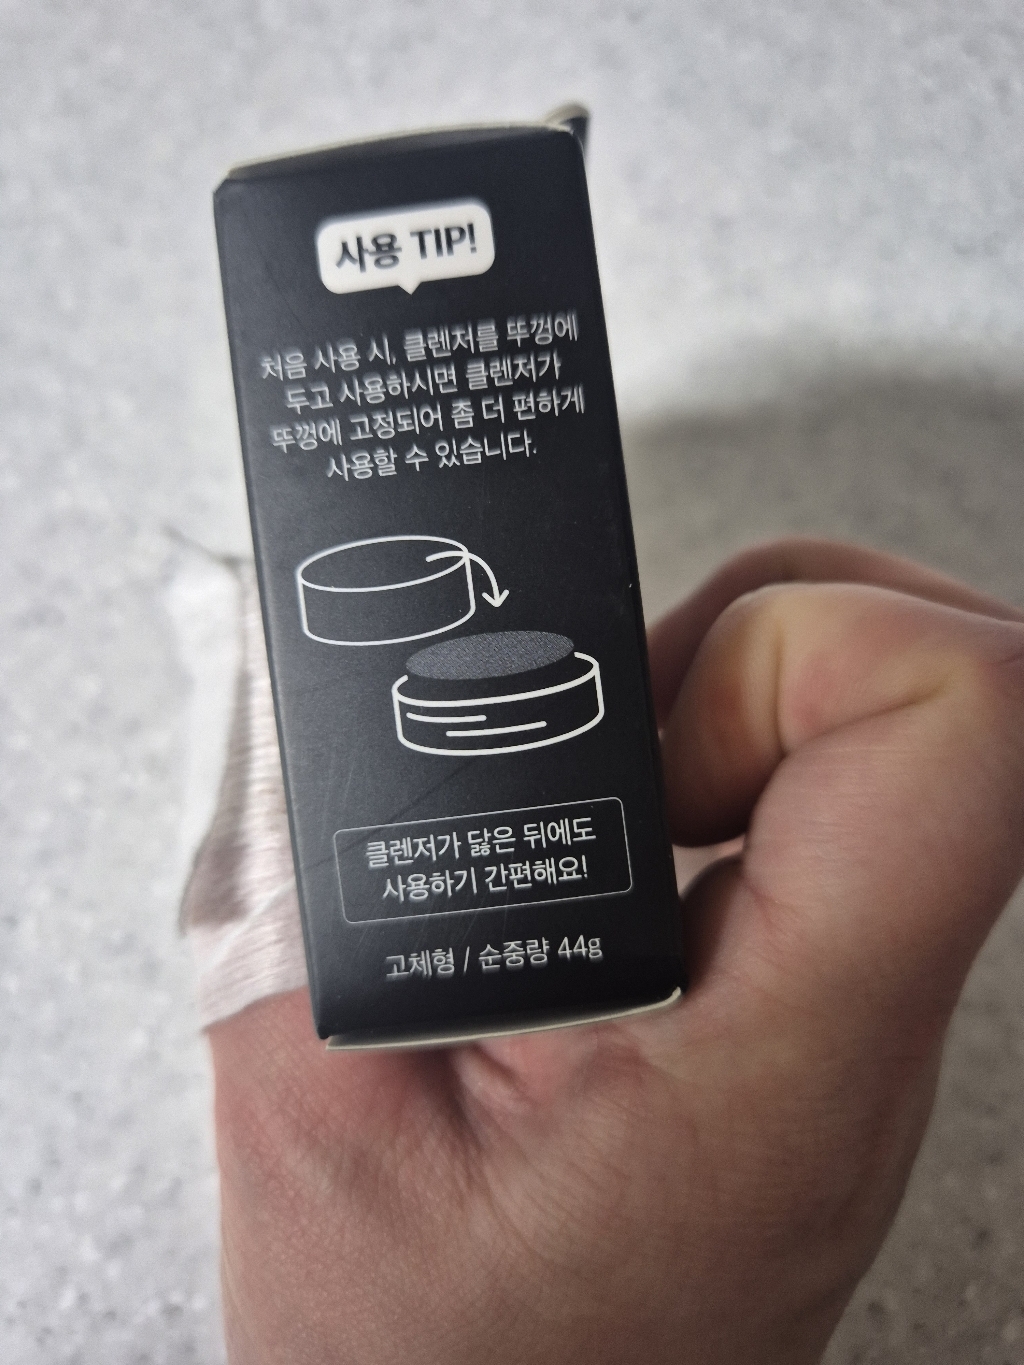 사용 TIP!
처음 사용 시, 클렌저를 뚜껑에
두고 사용하시면 클렌저가
뚜껑에 고정되어 좀 더 편하게
사용할 수 있습니다.
클렌저가 닳은 뒤에도
사용하기 간편해요!
고체형 / 순중량 44g